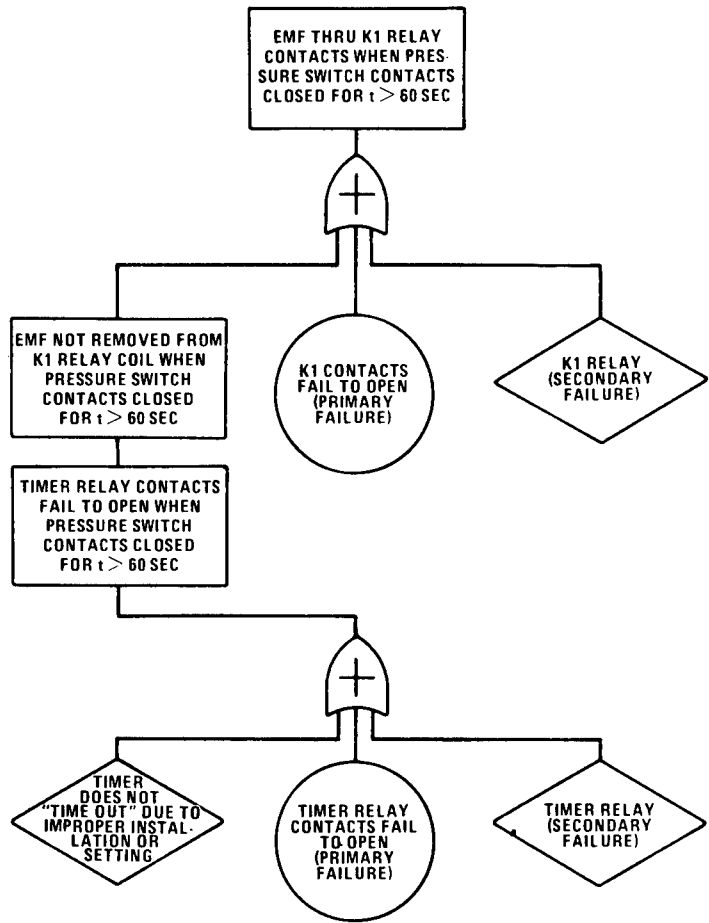 EMF THRU K1 RELAY
CONTACTS WHEN PRES-
SURE SWITCH CONTACTS
CLOSED FOR t > 60 SEC
+
EMF NOT REMOVED FROM
K1 RELAY COIL WHEN
PRESSURE SWITCH
CONTACTS CLOSED
FOR t > 60 SEC
K1 CONTACTS
FAIL TO OPEN
(PRIMARY
FAILURE)
K1 RELAY
(SECONDARY
FAILURE)
TIMER RELAY CONTACTS
FAIL TO OPEN WHEN
PRESSURE SWITCH
CONTACTS CLOSED
FOR t > 60 SEC
+
TIMER
DOES NOT
"TIME OUT" DUE TO
IMPROPER INSTAL-
LATION OR
SETTING
TIMER RELAY
CONTACTS FAIL
TO OPEN
(PRIMARY
FAILURE)
TIMER RELAY
(SECONDARY
FAILURE)